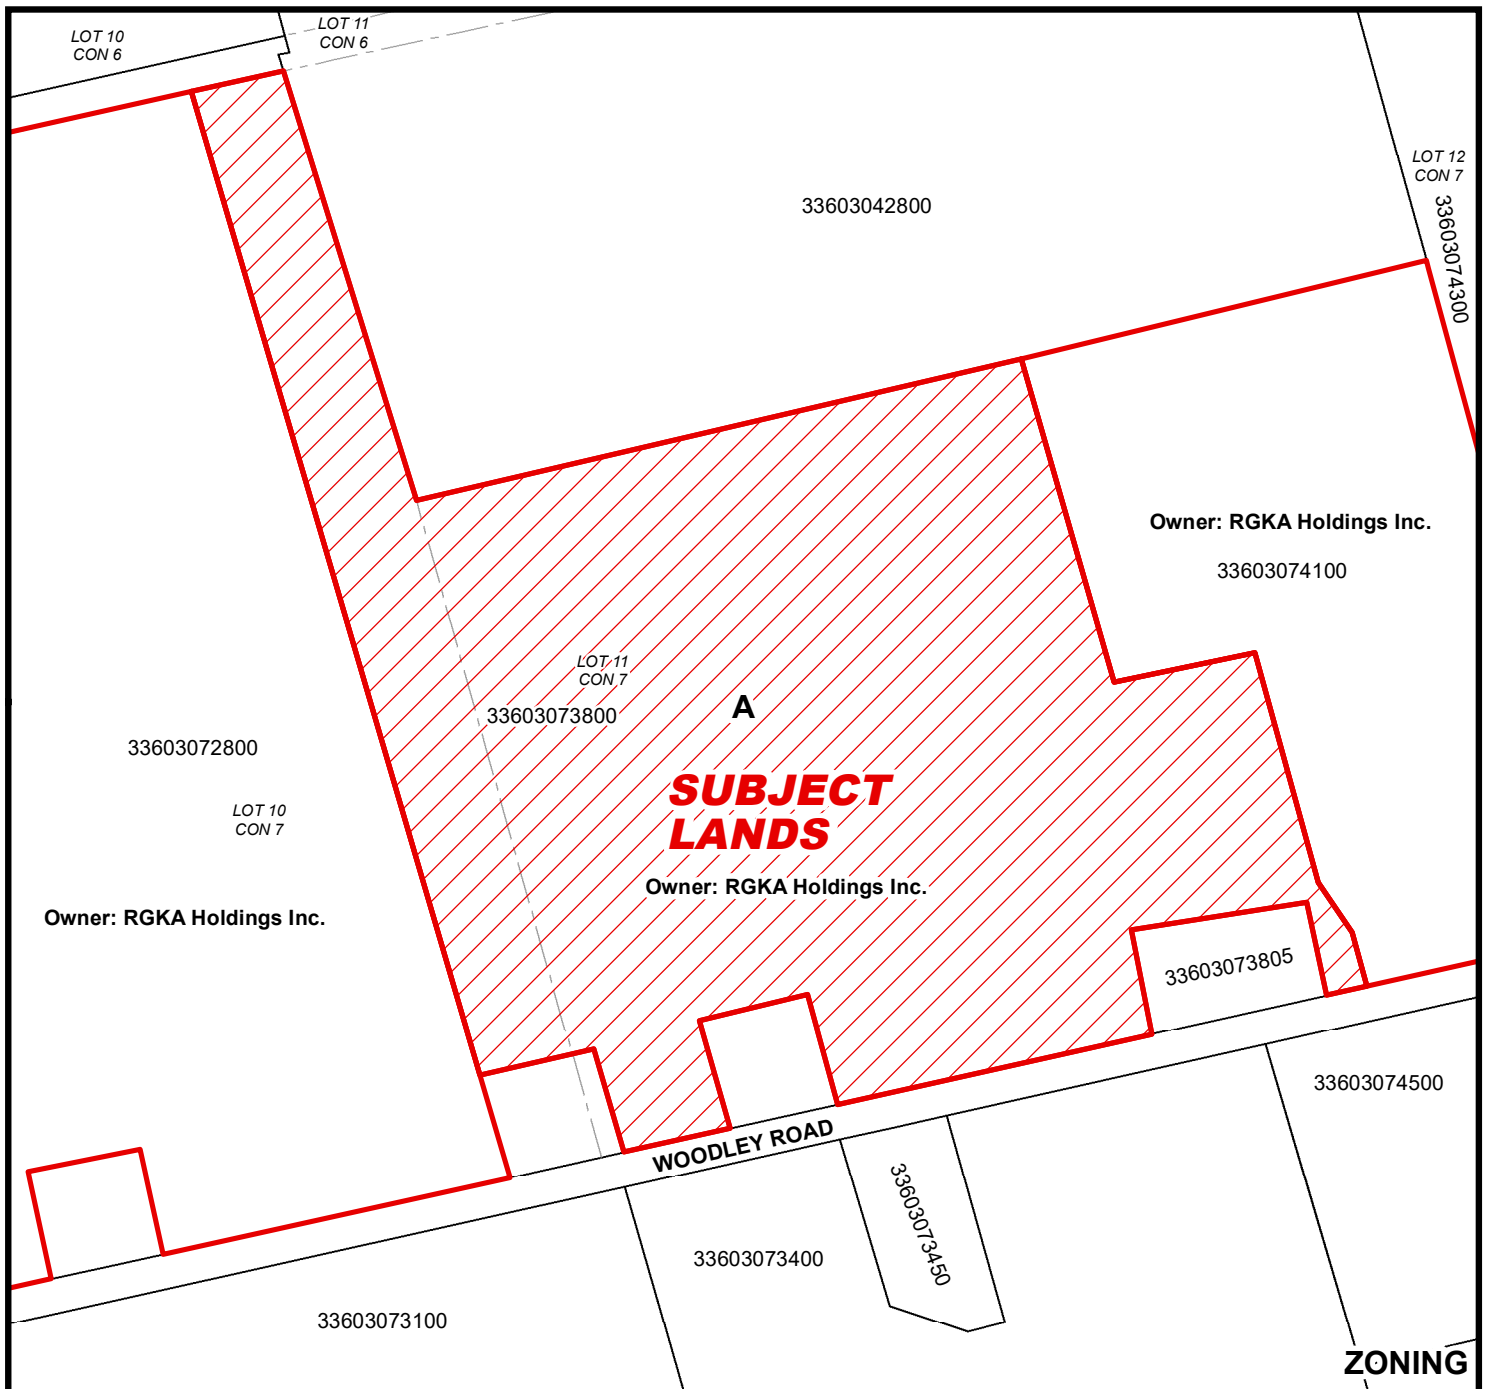 LOT 10
CON 6
LOT 11
CON 6
LOT 12
CON 7
33603042800
33603074300
Owner: RGKA Holdings Inc.
33603074100
LOT 11
CON 7
33603073800
A
33603072800
SUBJECT
LANDS
LOT 10
CON 7
Owner: RGKA Holdings Inc.
Owner: RGKA Holdings Inc.
33603073805
33603074500
WOODLEY ROAD
33603073450
33603073400
33603073100
ZONING